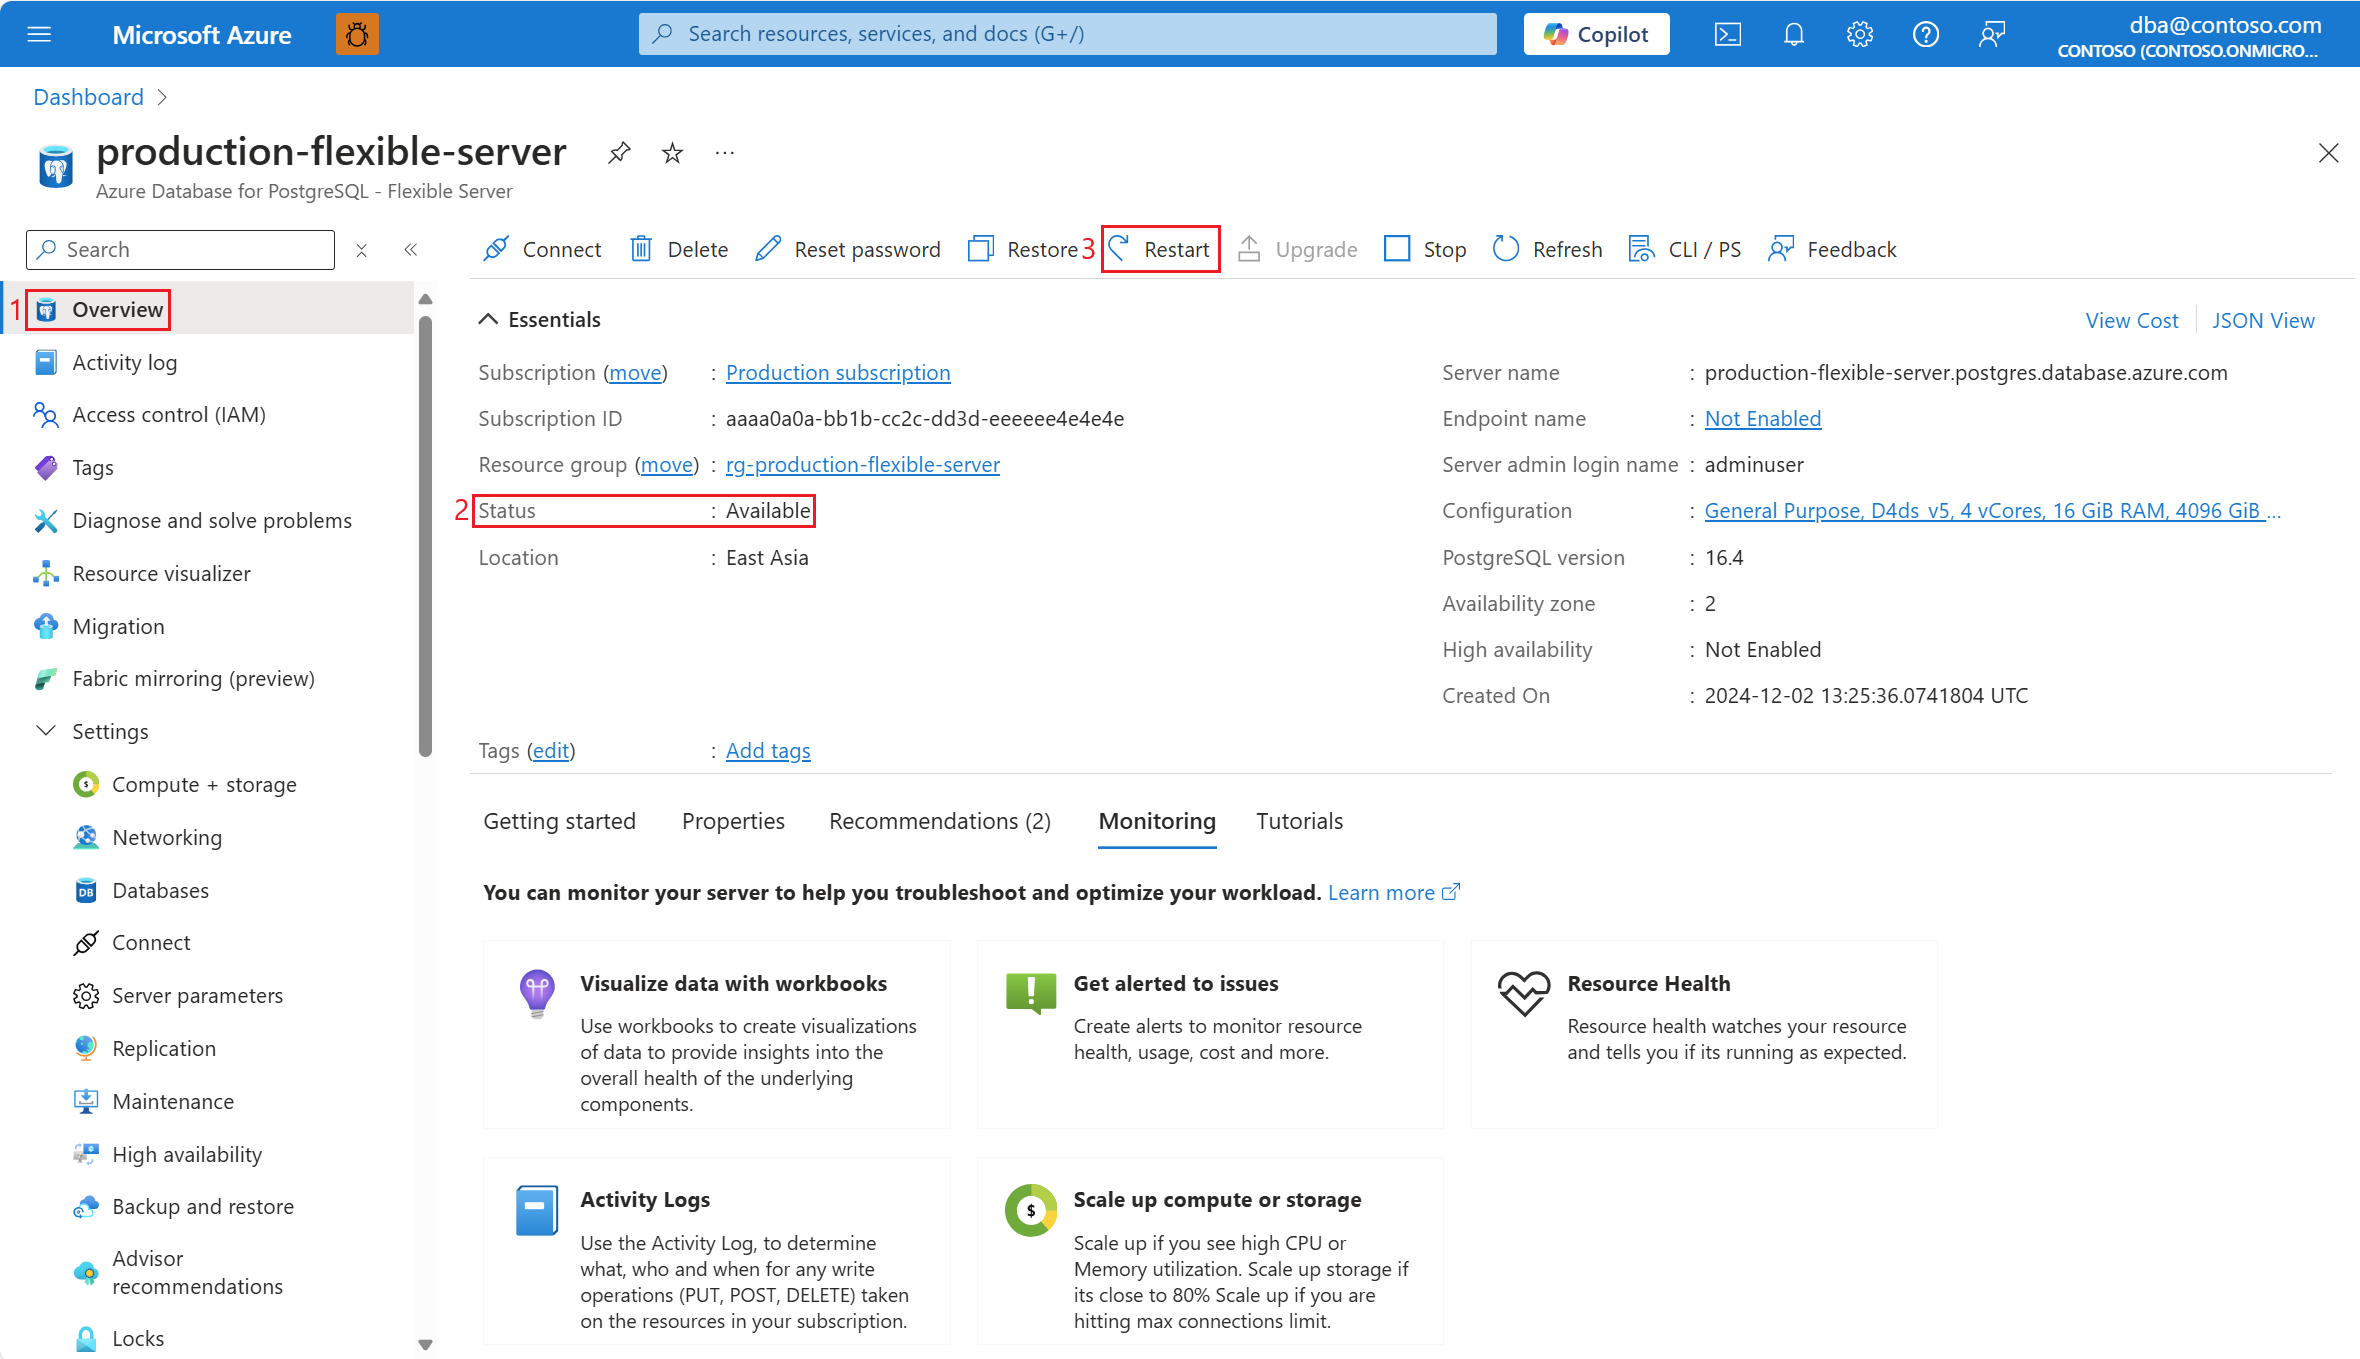 Microsoft Azure
Search resources, services, and docs (G+/)
Copilot
dba@contoso.com
CONTOSO (CONTOSO.ONMICRO...
Dashboard
production-flexible-server
Azure Database for PostgreSQL - Flexible Server
Search
Connect
Delete
Reset password
Restore
3
Restart
Upgrade
Stop
Refresh
CLI / PS
Feedback
1
Overview
Activity log
Access control (IAM)
Tags
Diagnose and solve problems
Resource visualizer
Migration
Fabric mirroring (preview)
Settings
Compute + storage
Networking
DB
Databases
Connect
Server parameters
Replication
Maintenance
High availability
Backup and restore
Advisor
recommendations
Locks
Essentials
View Cost
JSON View
Subscription (move) : Production subscription
Subscription ID : aaaa0a0a-bb1b-cc2c-dd3d-eeeeee4e4e4e
Resource group (move) : rg-production-flexible-server
2
Status : Available
Location : East Asia
Server name : production-flexible-server.postgres.database.azure.com
Endpoint name : Not Enabled
Server admin login name : adminuser
Configuration : General Purpose, D4ds_v5, 4 vCores, 16 GiB RAM, 4096 GiB ...
PostgreSQL version : 16.4
Availability zone : 2
High availability : Not Enabled
Created On : 2024-12-02 13:25:36.0741804 UTC
Tags (edit) : Add tags
Getting started
Properties
Recommendations (2)
Monitoring
Tutorials
You can monitor your server to help you troubleshoot and optimize your workload. Learn more
Visualize data with workbooks
Use workbooks to create visualizations
of data to provide insights into the
overall health of the underlying
components.
Get alerted to issues
Create alerts to monitor resource
health, usage, cost and more.
Resource Health
Resource health watches your resource
and tells you if its running as expected.
Activity Logs
Use the Activity Log, to determine
what, who and when for any write
operations (PUT, POST, DELETE) taken
on the resources in your subscription.
$
Scale up compute or storage
Scale up if you see high CPU or
Memory utilization. Scale up storage if
its close to 80% Scale up if you are
hitting max connections limit.